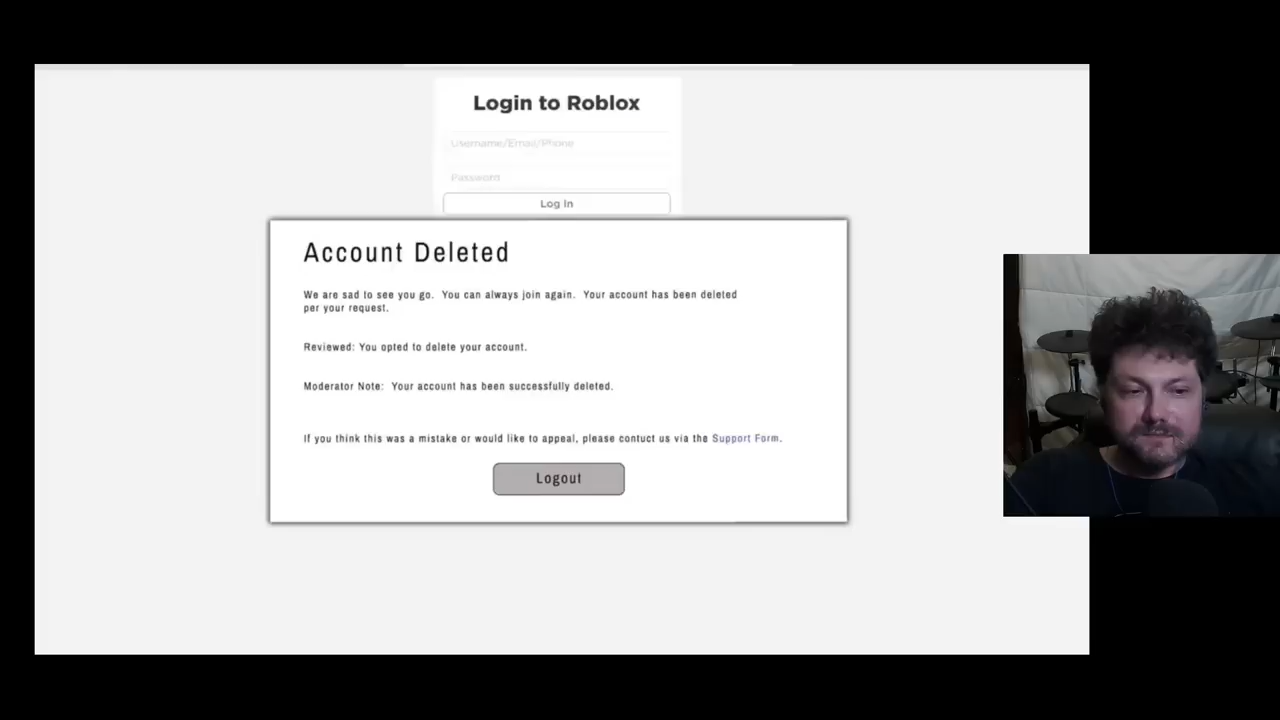 Login to Roblox
Username/Email/Phone
Password
Log In
Account Deleted
We are sad to see you go. You can always join again. Your account has been deleted
per your request.
Reviewed: You opted to delete your account.
Moderator Note: Your account has been successfully deleted.
If you think this was a mistake or would like to appeal, please contuct us via the Support Form.
Logout